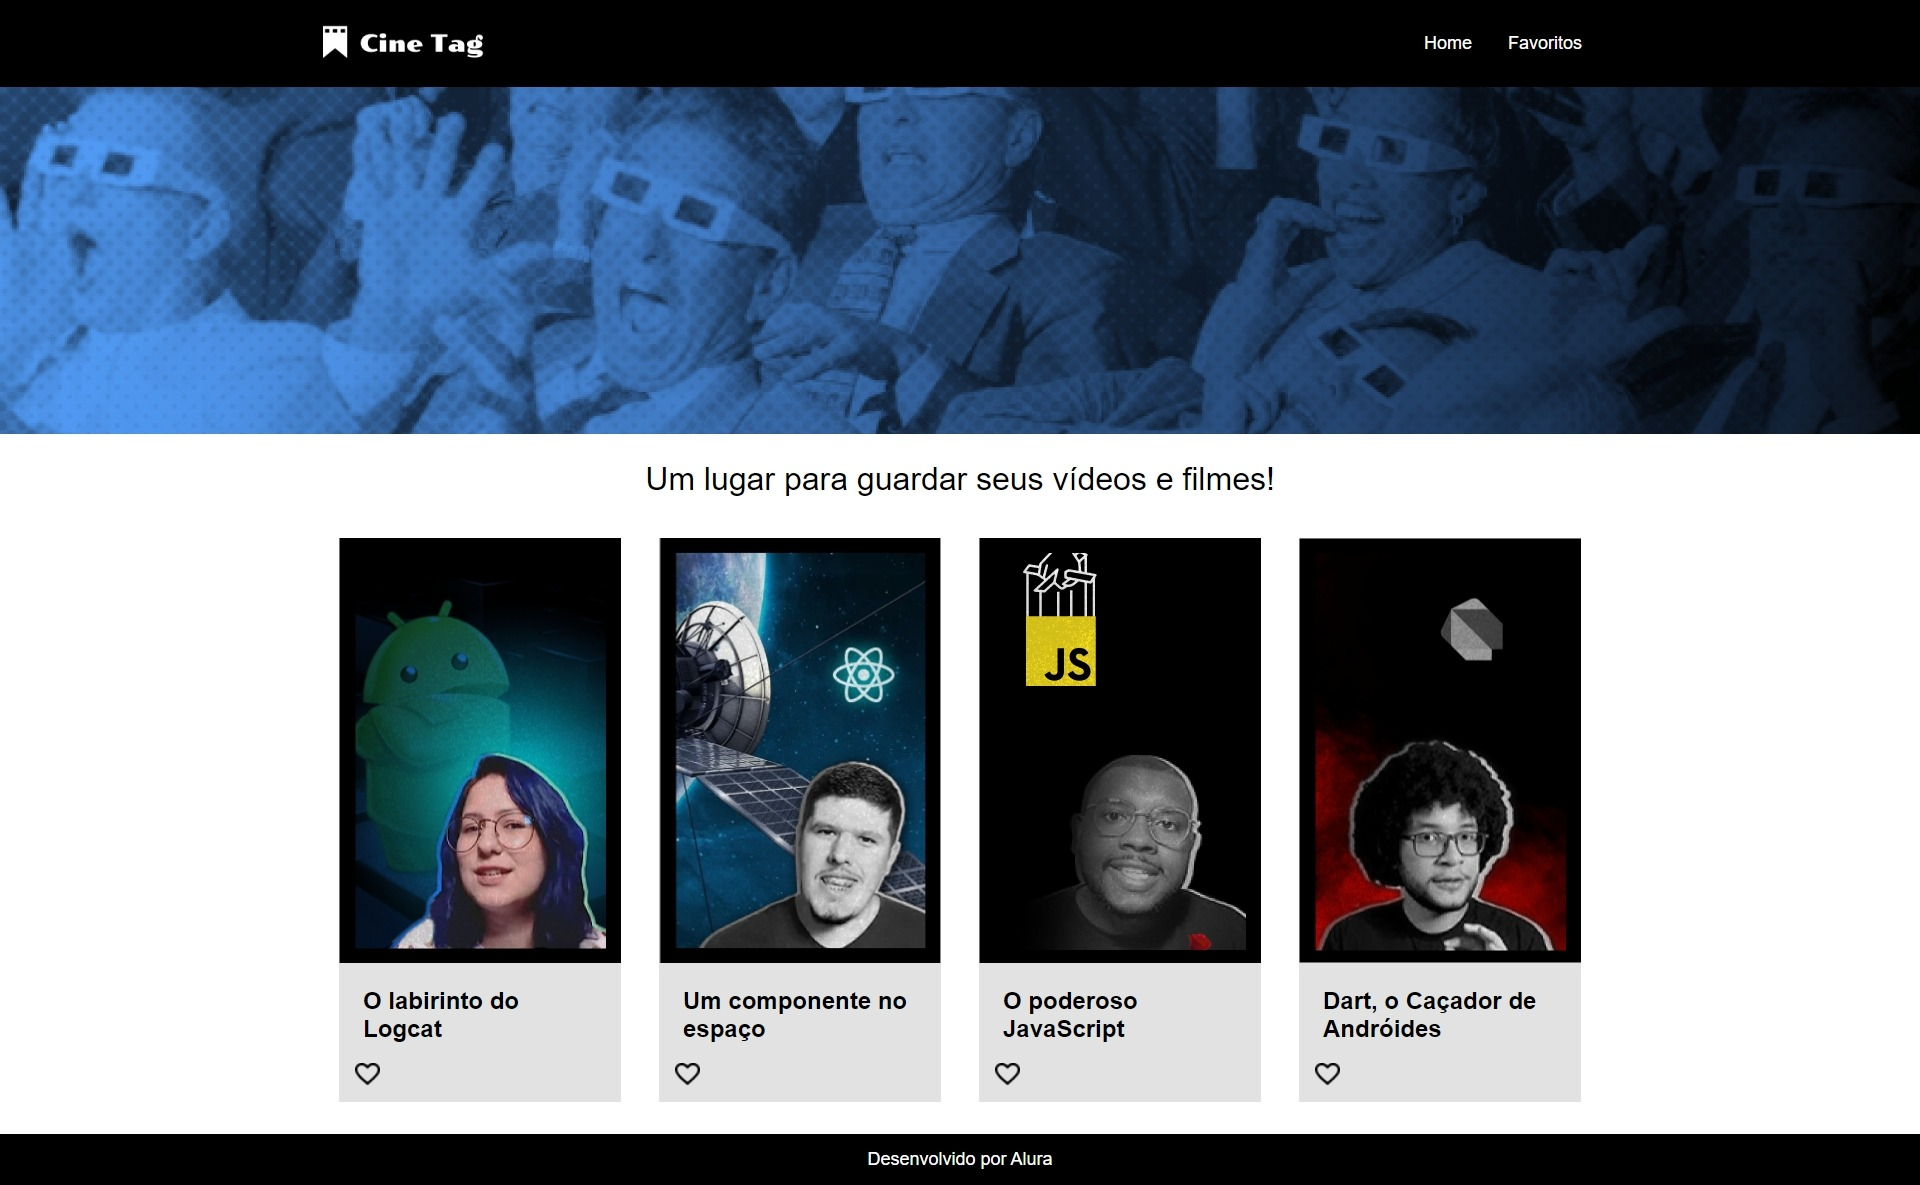 Cine Tag
Home
Favoritos
Um lugar para guardar seus vídeos e filmes!
JS
O labirinto do
Logcat
Um componente no
espaço
O poderoso
JavaScript
Dart, o Caçador de
Andróides
Desenvolvido por Alura